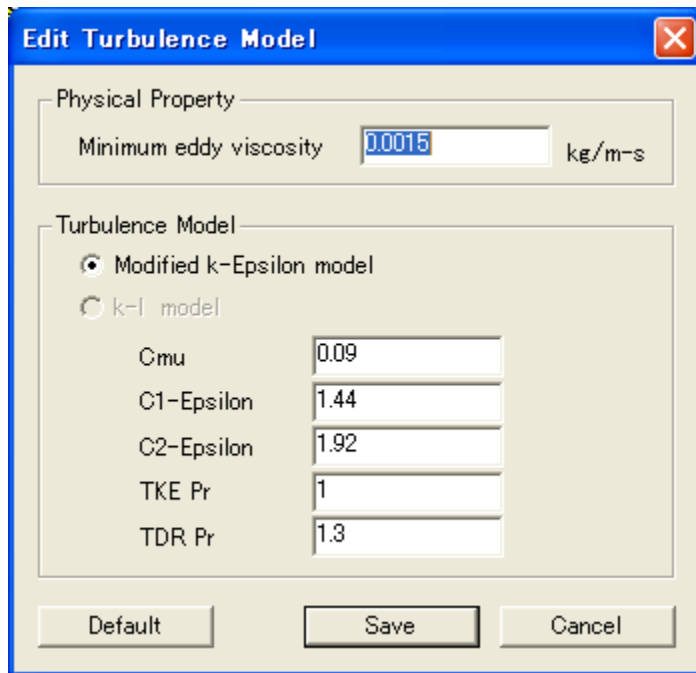 Edit Turbulence Model
Physical Property
Minimum eddy viscosity 0.0015 kg/m-s
Turbulence Model
Modified k-Epsilon model
k-l model
Cmu 0.09
C1-Epsilon 1.44
C2-Epsilon 1.92
TKE Pr 1
TDR Pr 1.3
Default Save Cancel